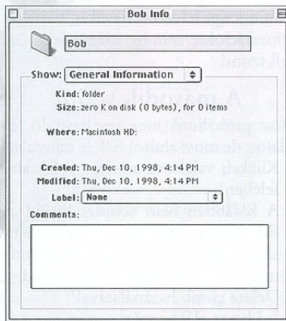 Bob Info
Bob
Show: General Information
Kind: folder
Size: zero K on disk (0 bytes), for 0 items
Where: Macintosh HD:
Created: Thu, Dec 10, 1998, 4:14 PM
Modified: Thu, Dec 10, 1998, 4:14 PM
Label: None
Comments: